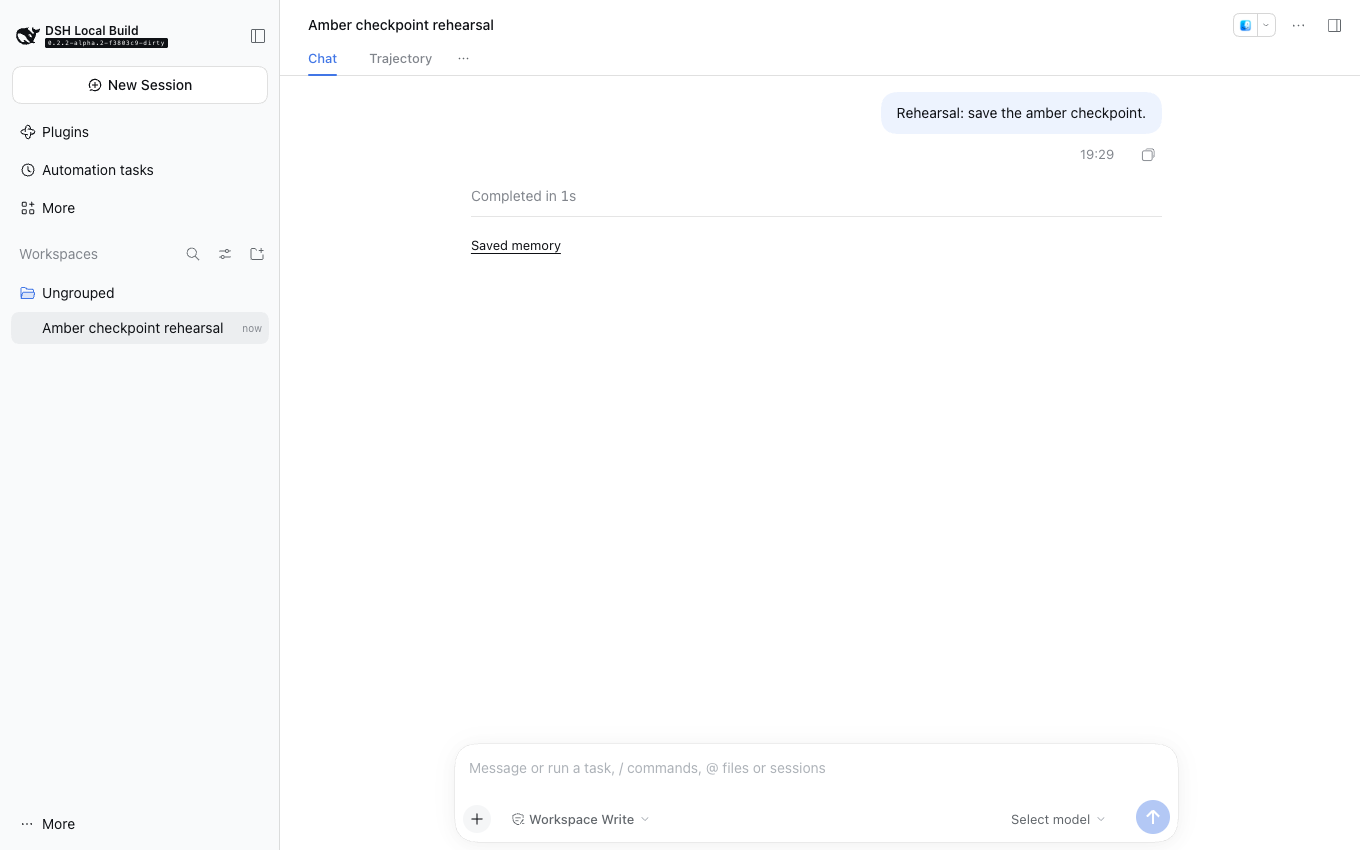 DSH Local Build
0.2.2-alpha.2-f3803c9-dirty
New Session
Plugins
Automation tasks
More
Workspaces
Ungrouped
Amber checkpoint rehearsal now
More
Amber checkpoint rehearsal
Chat Trajectory
Rehearsal: save the amber checkpoint.
19:29
Completed in 1s
Saved memory
Message or run a task, / commands, @ files or sessions
Workspace Write
Select model